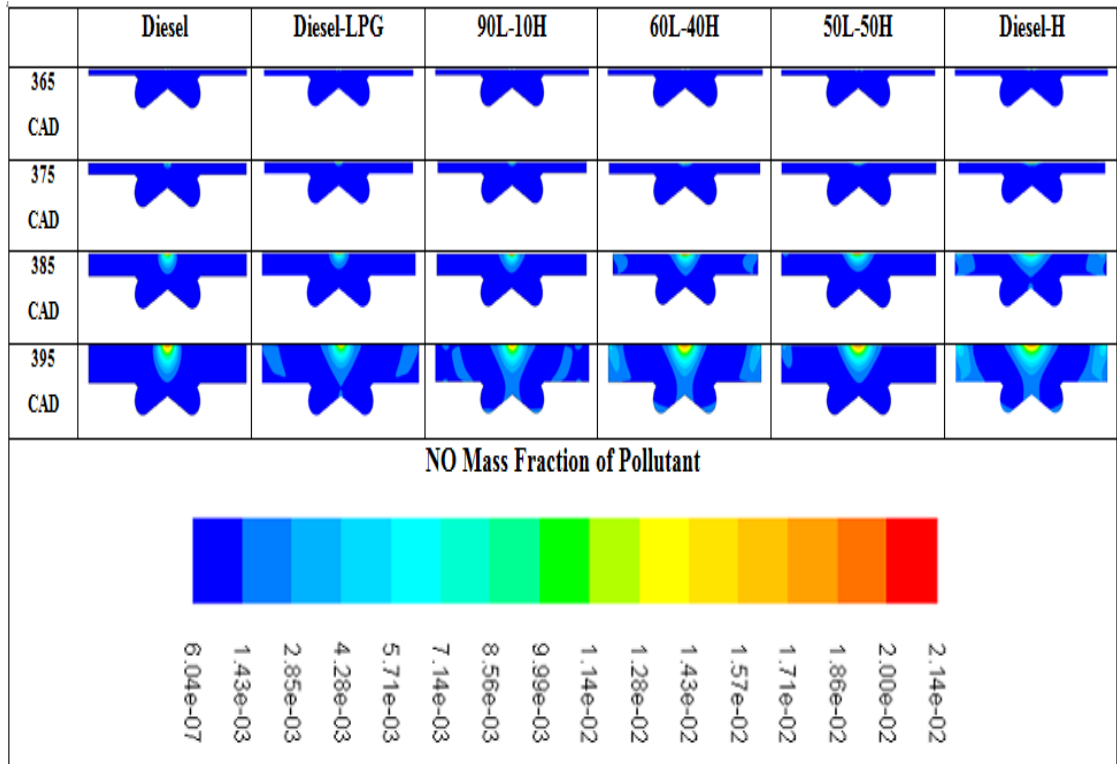 Diesel Diesel-LPG 90L-10H 60L-40H 50L-50H Diesel-H
365
CAD
375
CAD
385
CAD
395
CAD
NO Mass Fraction of Pollutant
6.04e-07
1.43e-03
2.85e-03
4.28e-03
5.71e-03
7.14e-03
8.56e-03
9.99e-03
1.14e-02
1.28e-02
1.43e-02
1.57e-02
1.71e-02
1.86e-02
2.00e-02
2.14e-02